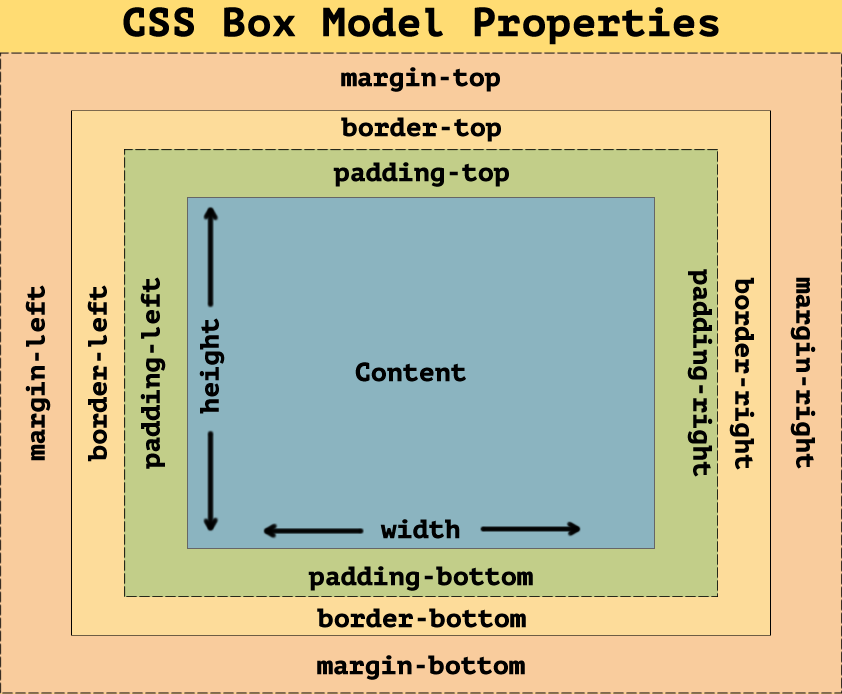 CSS Box Model Properties
margin-top
border-top
padding-top
margin-left
border-left
padding-left
height
Content
padding-right
border-right
margin-right
width
padding-bottom
border-bottom
margin-bottom